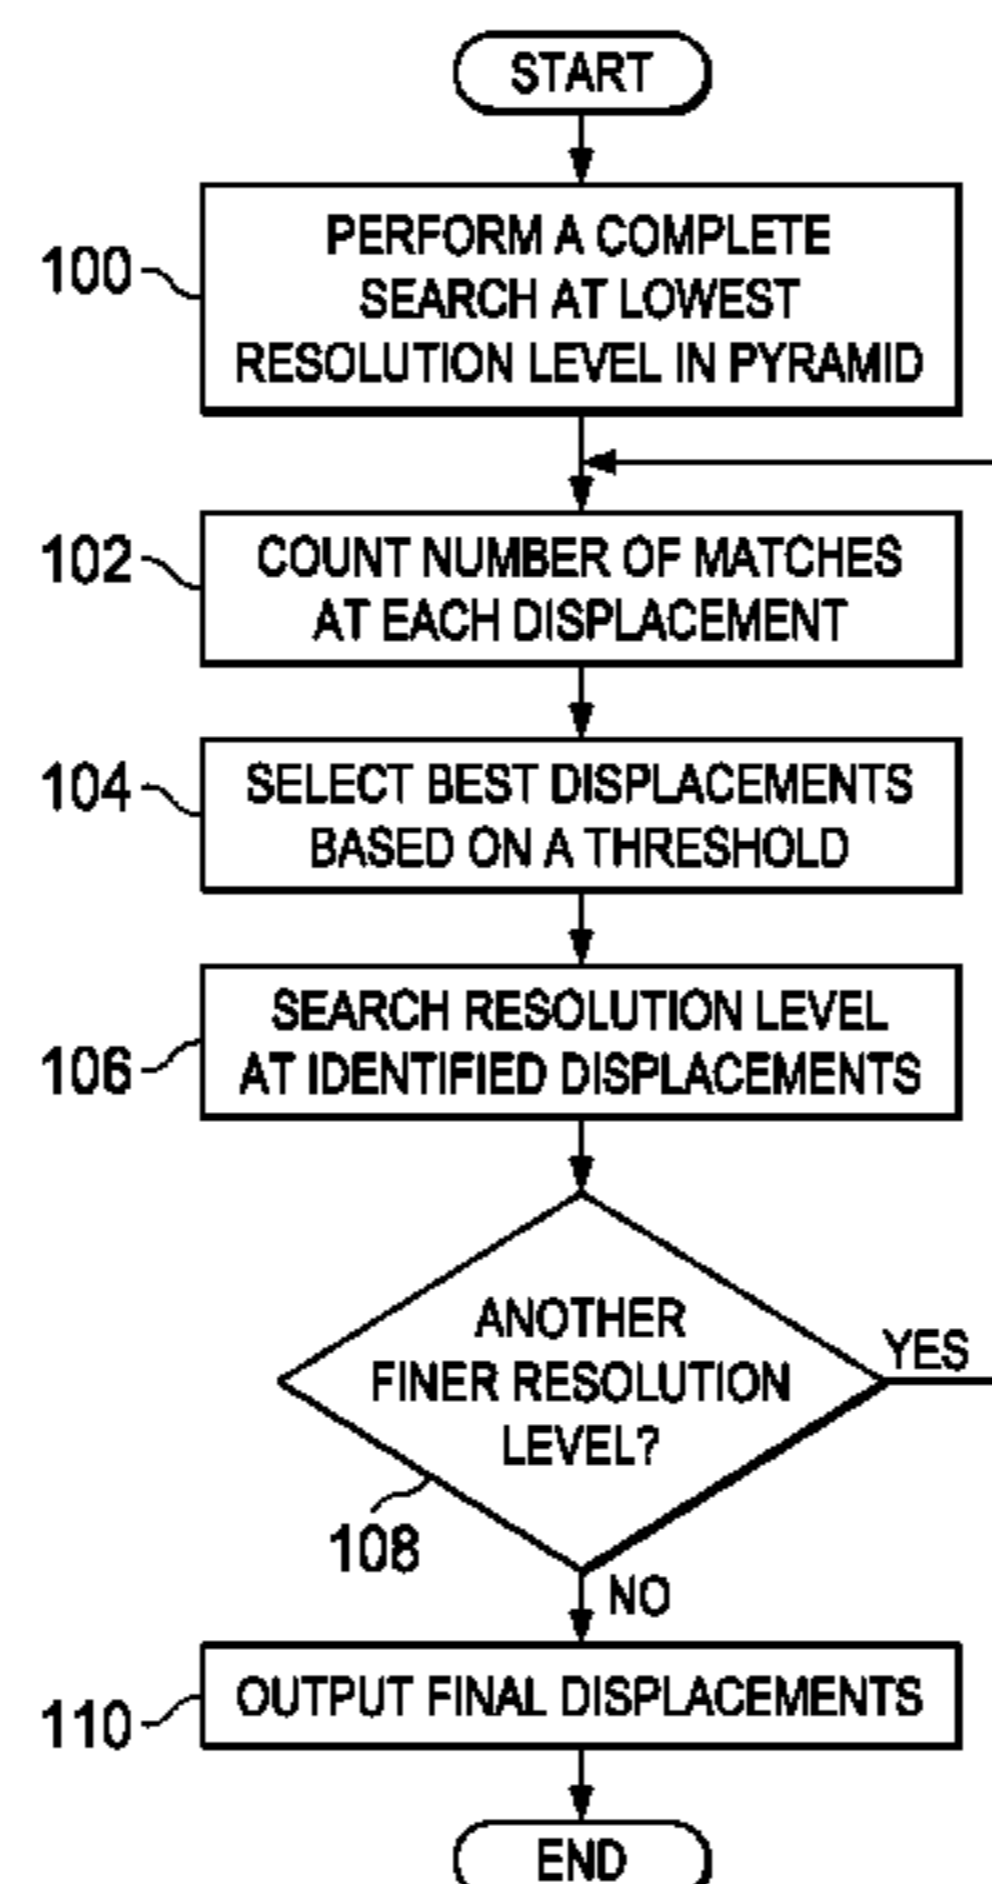 START
100
PERFORM A COMPLETE
SEARCH AT LOWEST
RESOLUTION LEVEL IN PYRAMID
102
COUNT NUMBER OF MATCHES
AT EACH DISPLACEMENT
104
SELECT BEST DISPLACEMENTS
BASED ON A THRESHOLD
106
SEARCH RESOLUTION LEVEL
AT IDENTIFIED DISPLACEMENTS
ANOTHER
FINER RESOLUTION
LEVEL?
YES
108
NO
110
OUTPUT FINAL DISPLACEMENTS
END